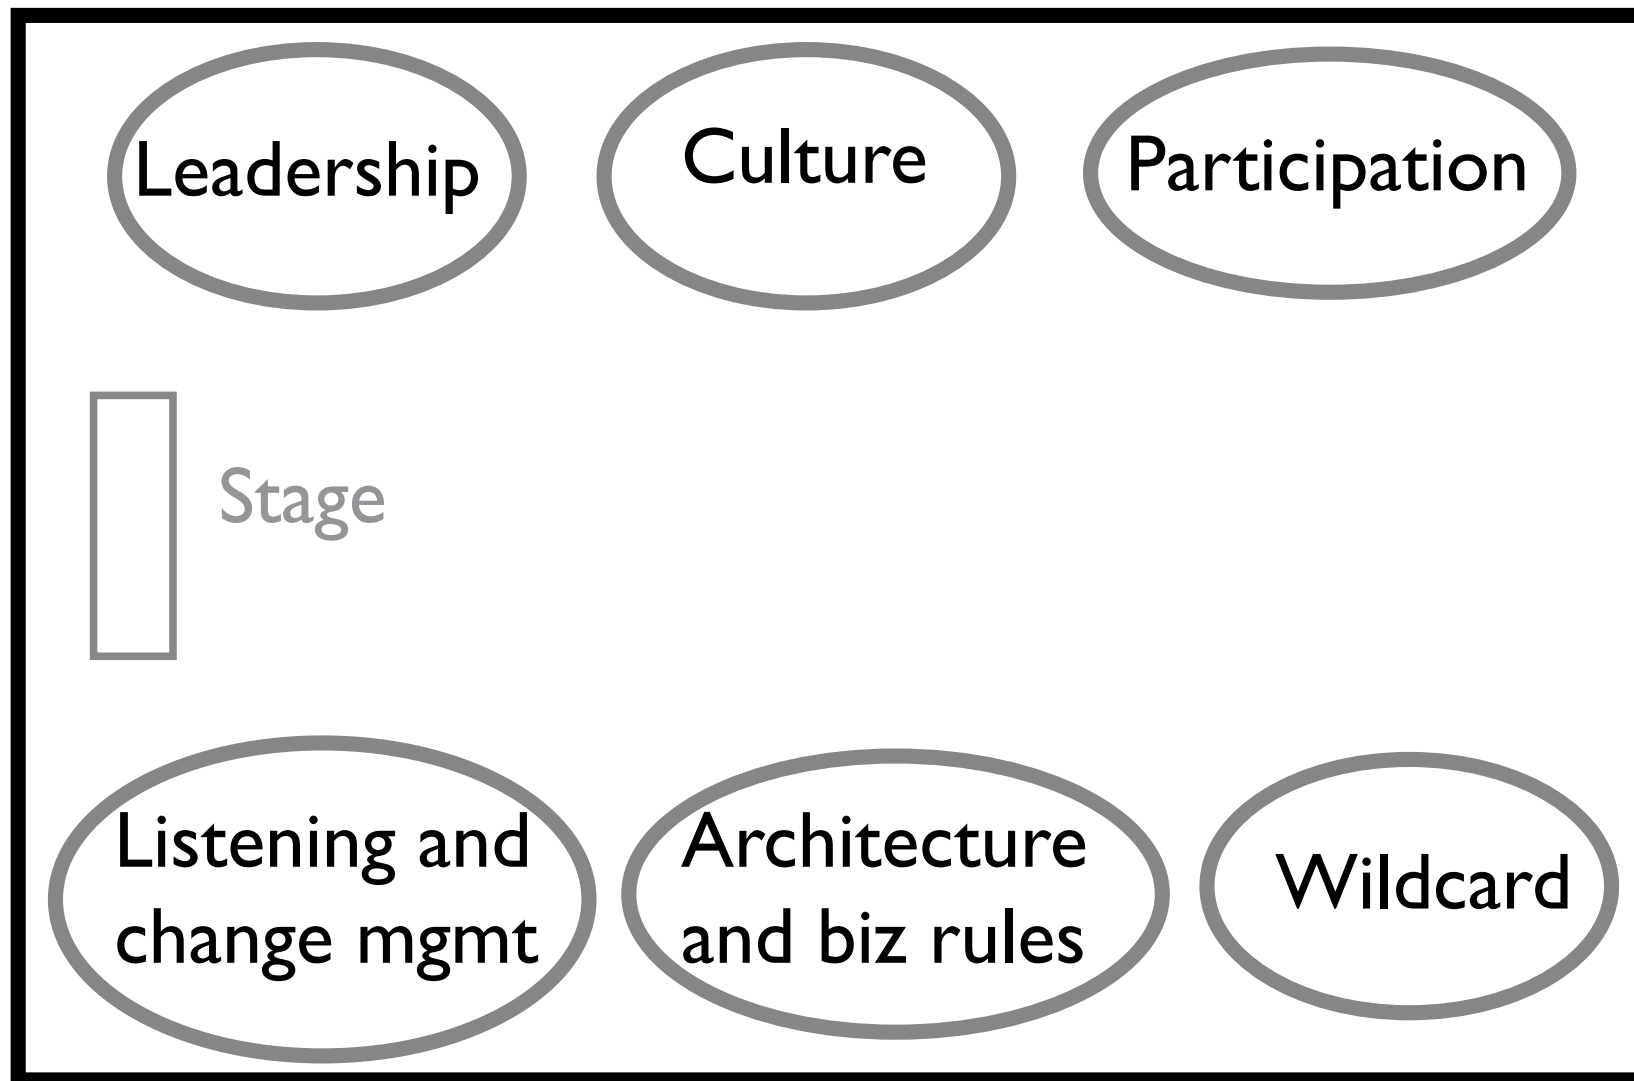 Leadership
Culture
Participation
Stage
Listening and
change mgmt
Architecture
and biz rules
Wildcard